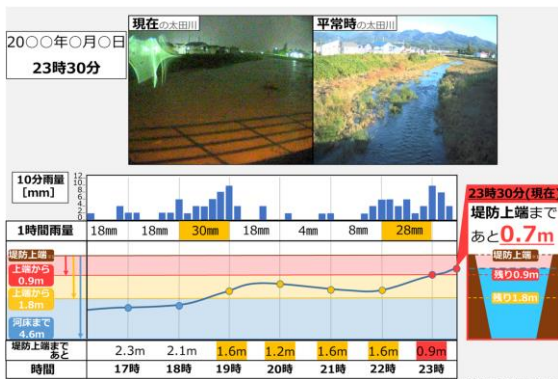 20○○年○月○日
23時30分
現在の太田川
平常時の太田川
10分雨量
[mm]
12
10
8
6
4
2
0
1時間雨量
18mm
18mm
30mm
18mm
4mm
8mm
28mm
堤防上端
上端から
0.9m
上端から
1.8m
河床まで
4.6m
堤防上端まで
あと
2.3m
2.1m
1.6m
1.2m
1.6m
1.6m
0.9m
時間
17時
18時
19時
20時
21時
22時
23時
23時30分(現在)
堤防上端まで
あと0.7m
堤防上端
残り0.9m
残り1.8m